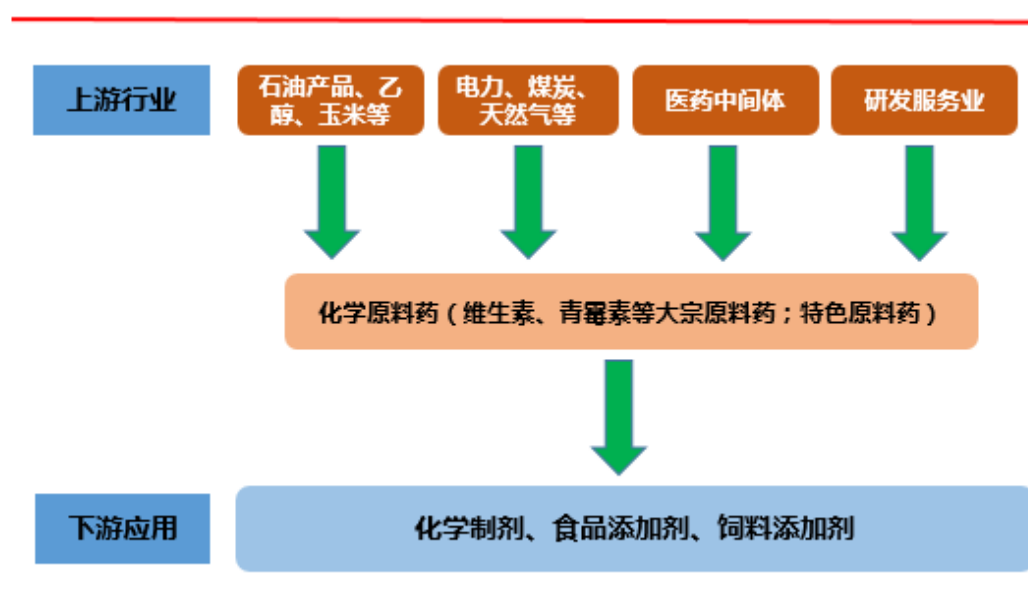 上游行业
石油产品、乙
醇、玉米等
电力、煤炭、
天然气等
医药中间体
研发服务业
化学原料药（维生素、青霉素等大宗原料药；特色原料药）
下游应用
化学制剂、食品添加剂、饲料添加剂